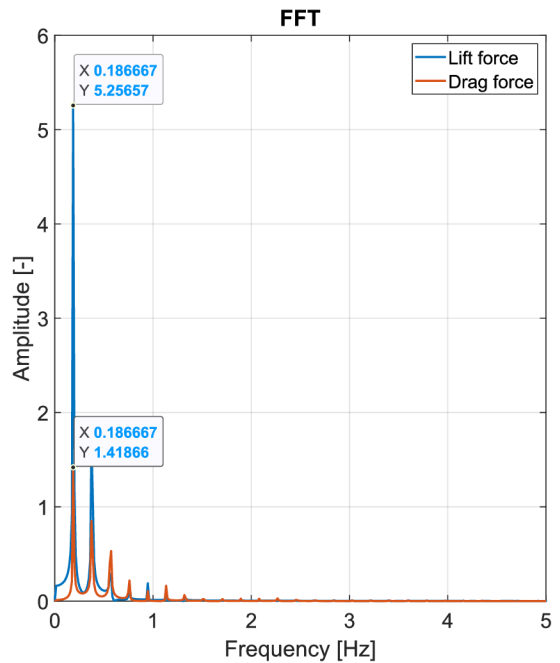 FFT
6
5
4
3
2
1
0
Amplitude [-]
X 0.186667
Y 5.25657
X 0.186667
Y 1.41866
Lift force
Drag force
0 1 2 3 4 5
Frequency [Hz]